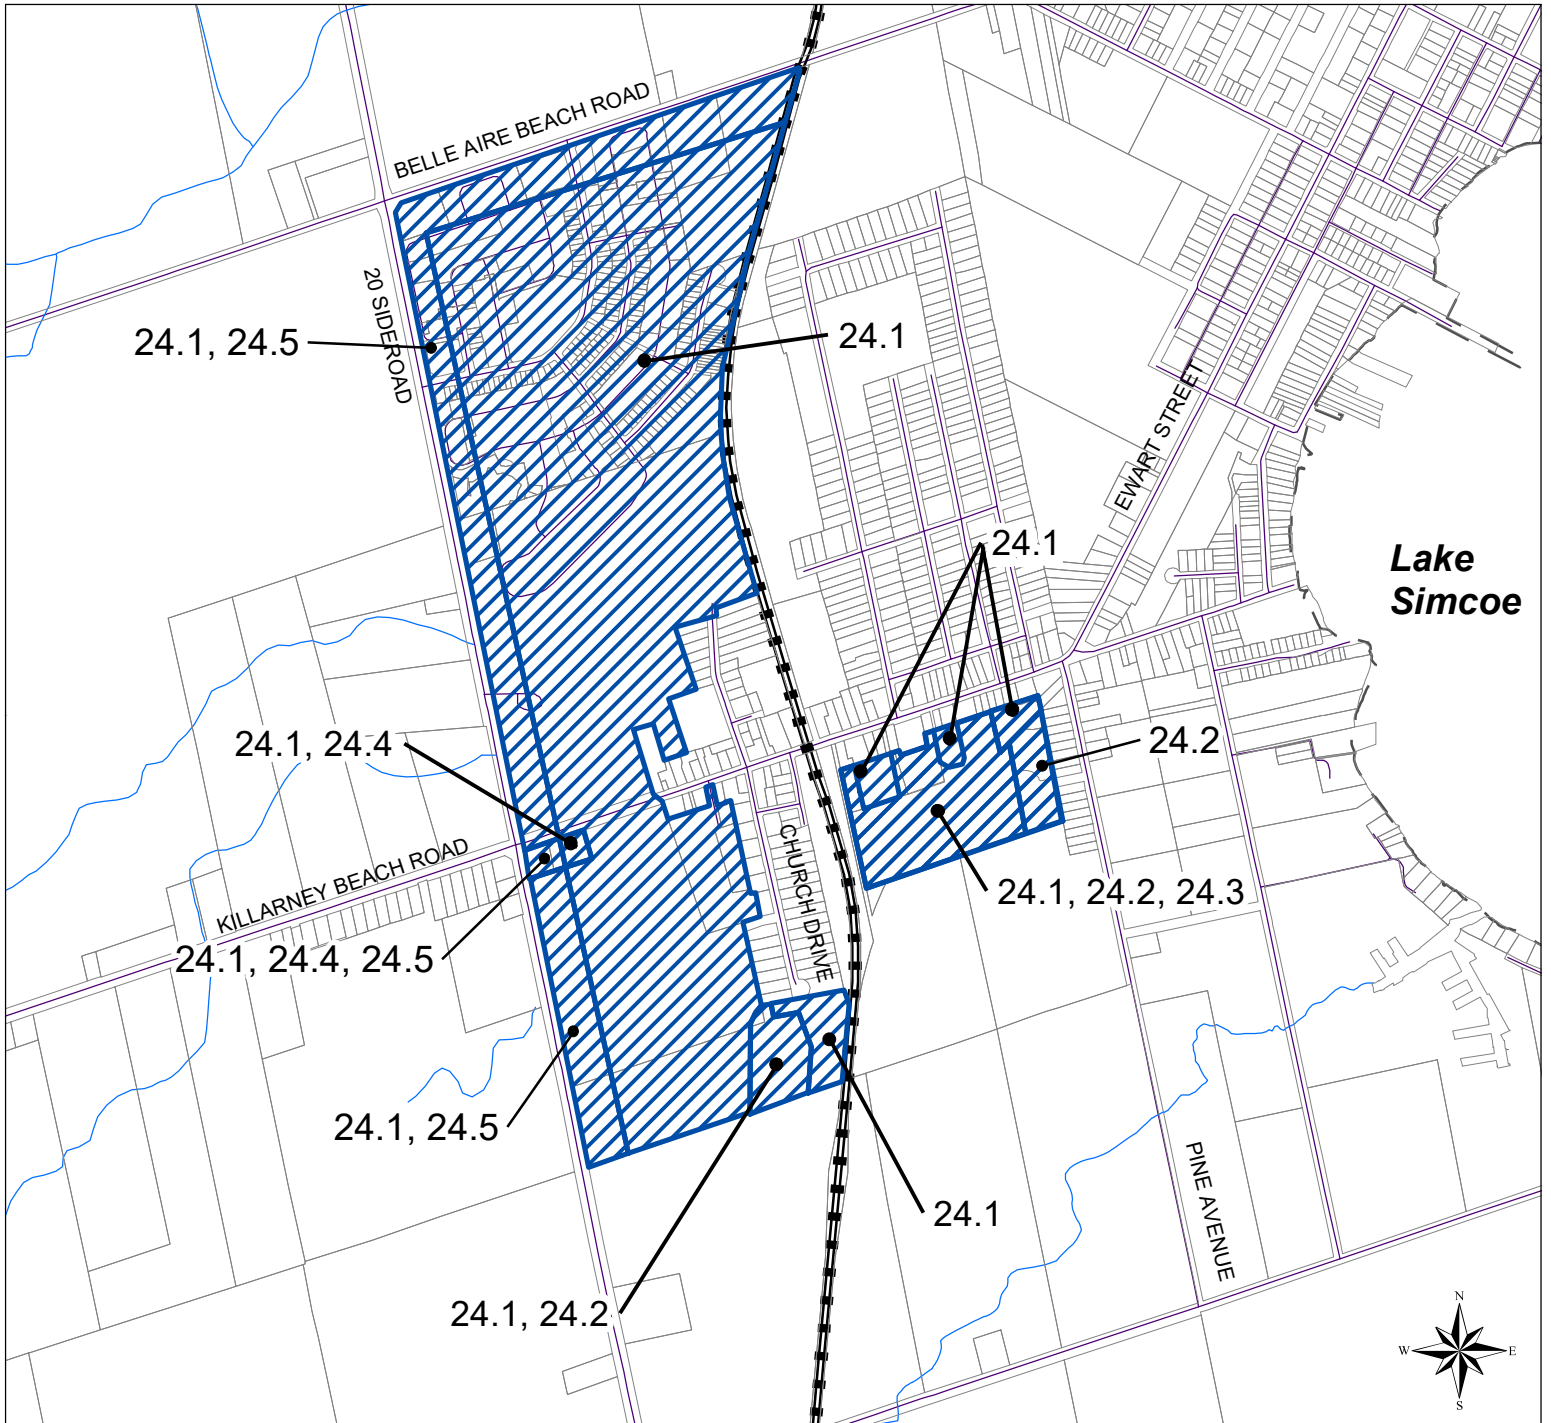 BELLE AIRE BEACH ROAD
20 SIDEROAD
24.1, 24.5
24.1
EWART STREET
24.1
Lake
Simcoe
24.1, 24.4
24.2
KILLARNEY BEACH ROAD
CHURCH DRIVE
24.1, 24.2, 24.3
24.1, 24.4, 24.5
24.1, 24.5
PINE AVENUE
24.1
24.1, 24.2
N
W
E
S